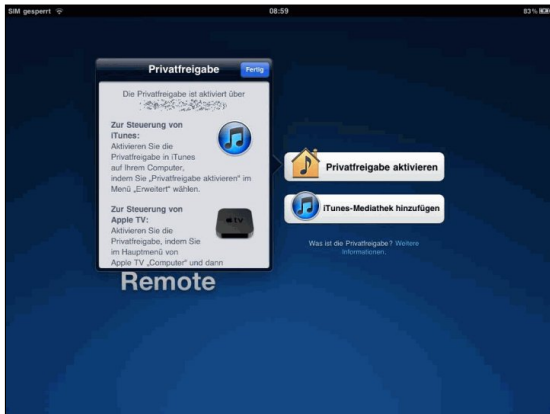 SIM gesperrt
08:59
83 %
Privatfreigabe
Fertig
Die Privatfreigabe ist aktiviert über
Zur Steuerung von
iTunes:
Aktivieren Sie die
Privatfreigabe in iTunes
auf Ihrem Computer,
indem Sie „Privatfreigabe aktivieren“ im
Menü „Erweitert“ wählen.
Zur Steuerung von
Apple TV:
Aktivieren Sie die
Privatfreigabe, indem Sie
im Hauptmenü von
Apple TV „Computer“ und dann
tv
Privatfreigabe aktivieren
iTunes-Mediathek hinzufügen
Was ist die Privatfreigabe? Weitere
Informationen.
Remote